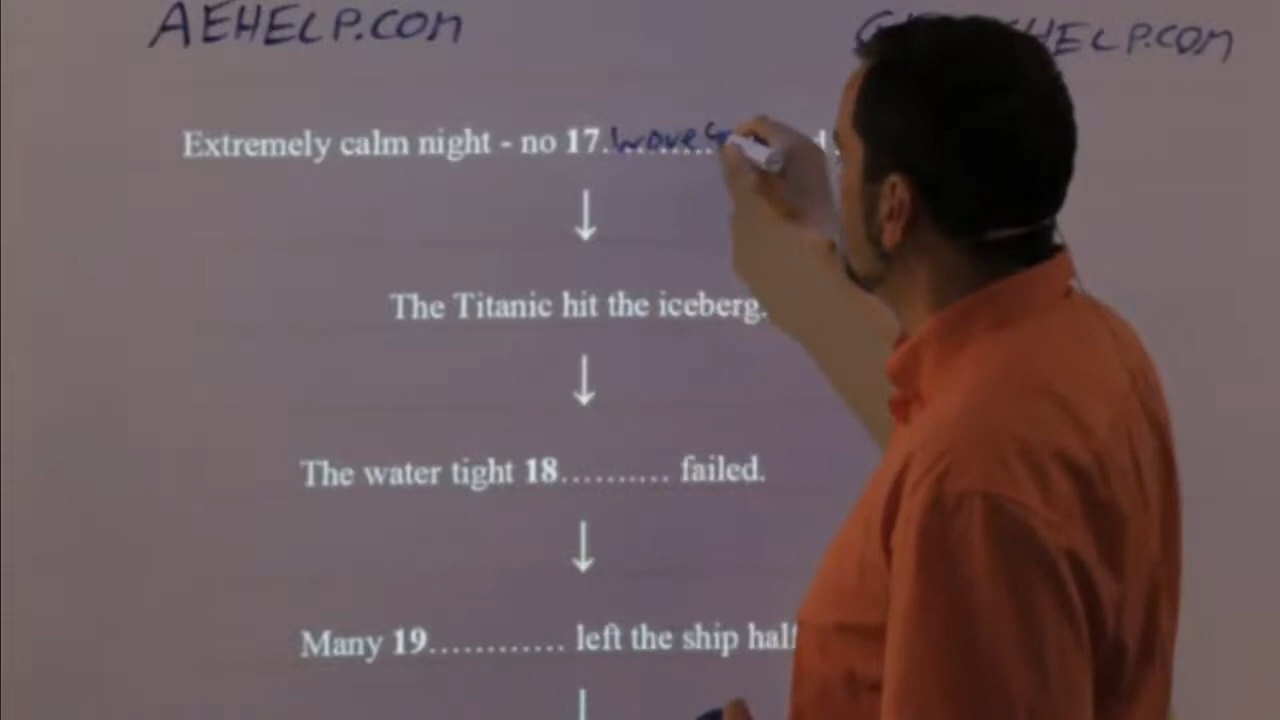 AEHELP.COM
HELP.COM
Extremely calm night - no 17.waves
The Titanic hit the iceberg.
The water tight 18.......... failed.
Many 19............ left the ship half